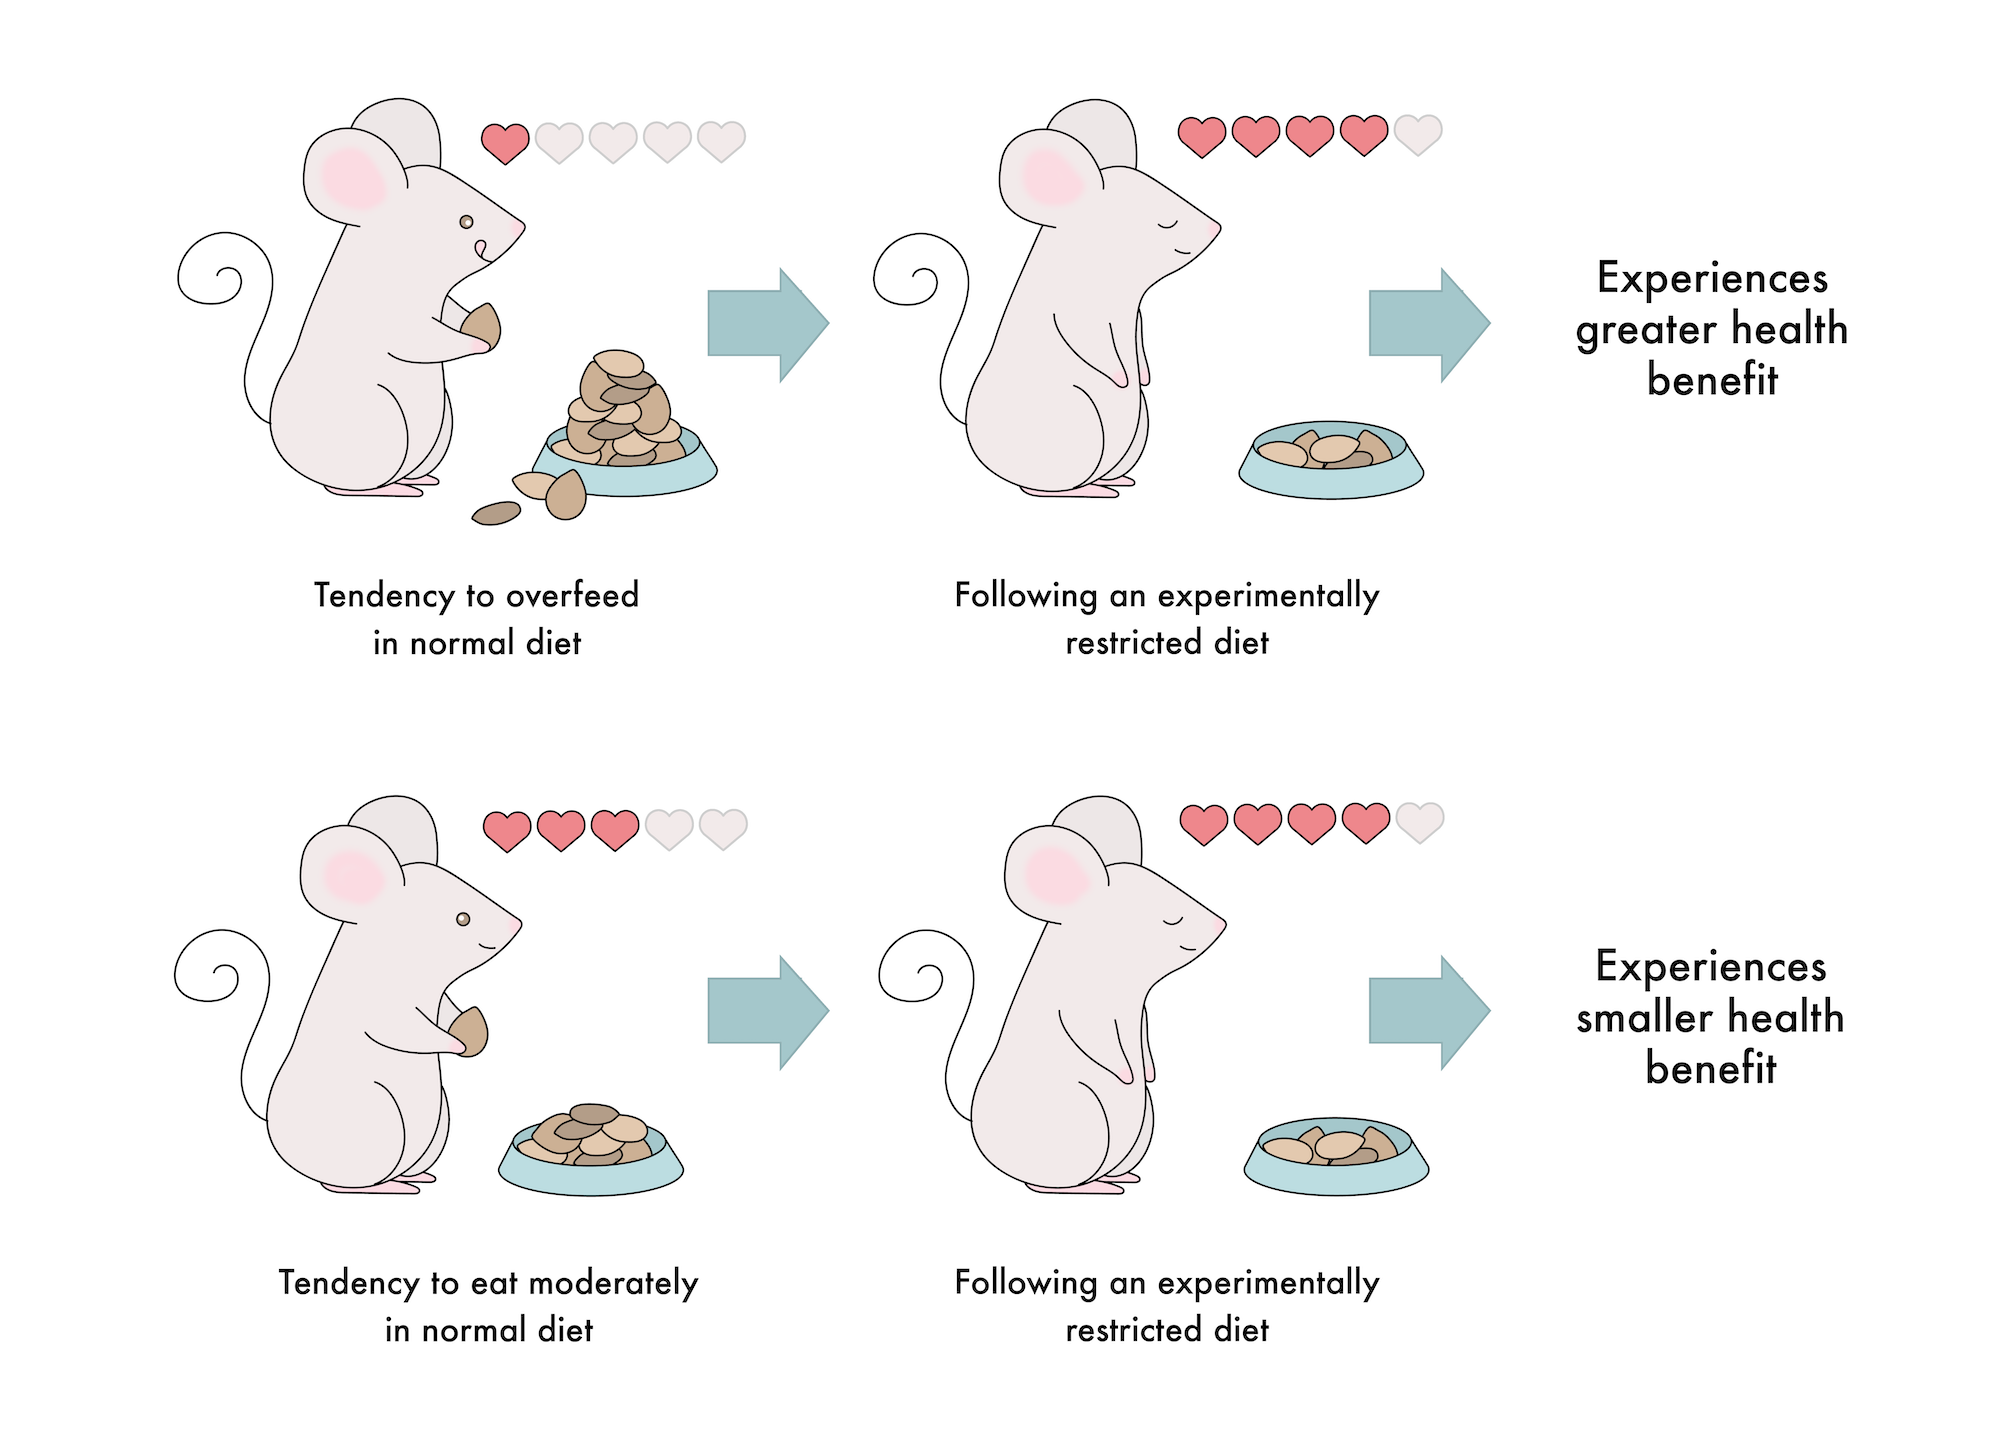 Experiences
greater health
benefit
Tendency to overfeed
in normal diet
Following an experimentally
restricted diet
Experiences
smaller health
benefit
Tendency to eat moderately
in normal diet
Following an experimentally
restricted diet